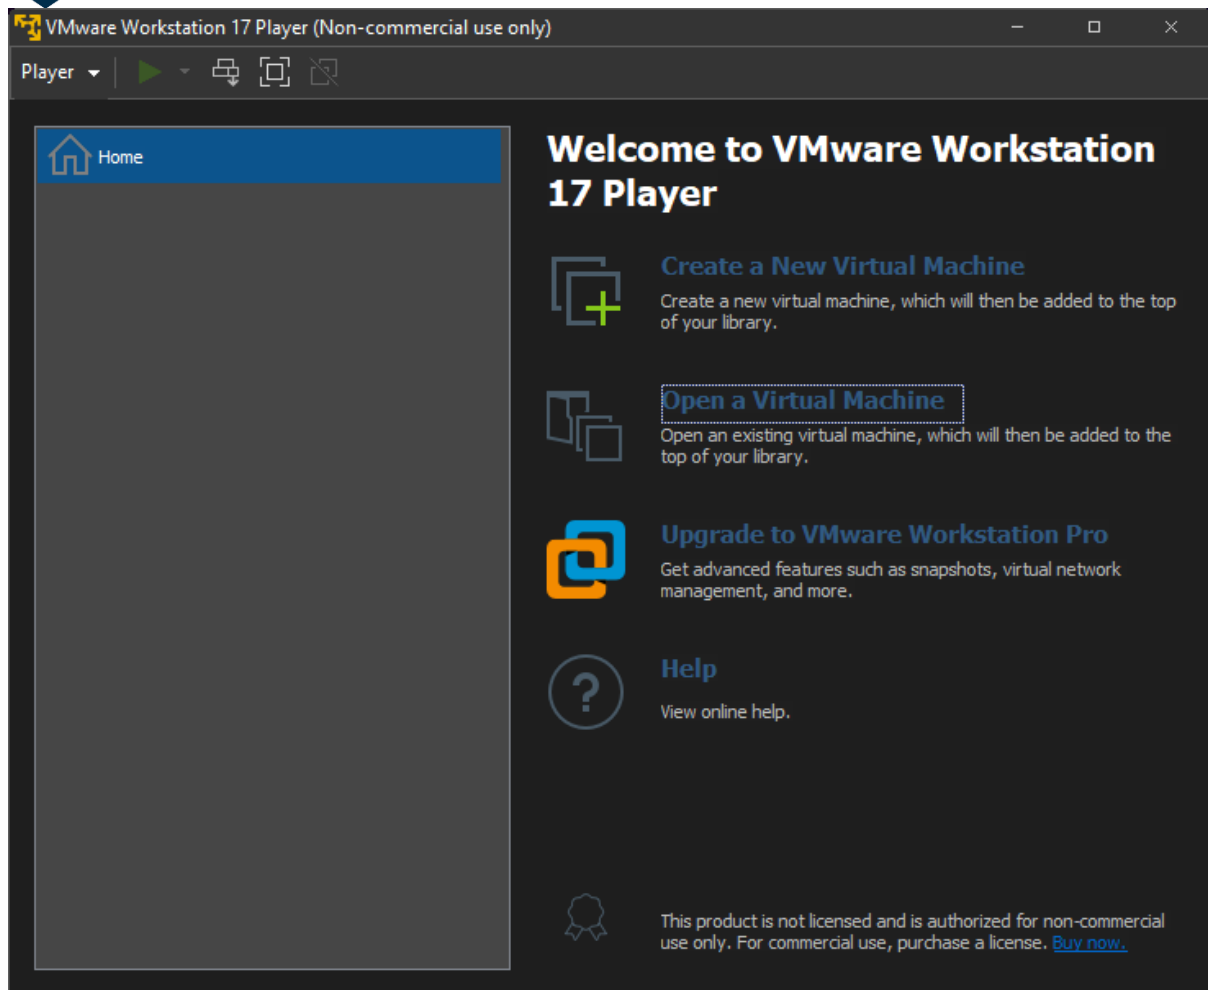 VMware Workstation 17 Player (Non-commercial use only)
Player
Home
Welcome to VMware Workstation
17 Player
Create a New Virtual Machine
Create a new virtual machine, which will then be added to the top
of your library.
Open a Virtual Machine
Open an existing virtual machine, which will then be added to the
top of your library.
Upgrade to VMware Workstation Pro
Get advanced features such as snapshots, virtual network
management, and more.
?
Help
View online help.
This product is not licensed and is authorized for non-commercial
use only. For commercial use, purchase a license. Buy now.